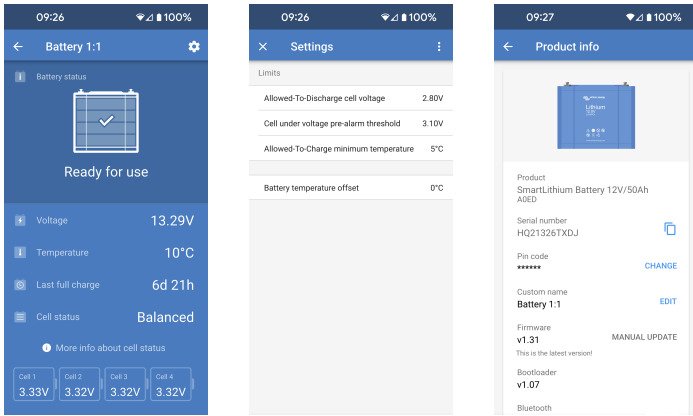 09:26
100%
Battery 1:1
Battery status
Ready for use
Voltage 13.29V
Temperature 10°C
Last full charge 6d 21h
Cell status Balanced
More info about cell status
Cell 1 Cell 2 Cell 3 Cell 4
3.33V 3.32V 3.32V 3.32V
09:26
100%
Settings
Limits
Allowed-To-Discharge cell voltage 2.80V
Cell under voltage pre-alarm threshold 3.10V
Allowed-To-Charge minimum temperature 5°C
Battery temperature offset 0°C
09:27
100%
Product info
Lithium
Product
SmartLithium Battery 12V/50Ah
A0ED
Serial number
HQ21326TXDJ
Pin code
****** CHANGE
Custom name
Battery 1:1 EDIT
Firmware
v1.31 MANUAL UPDATE
This is the latest version!
Bootloader
v1.07
Bluetooth